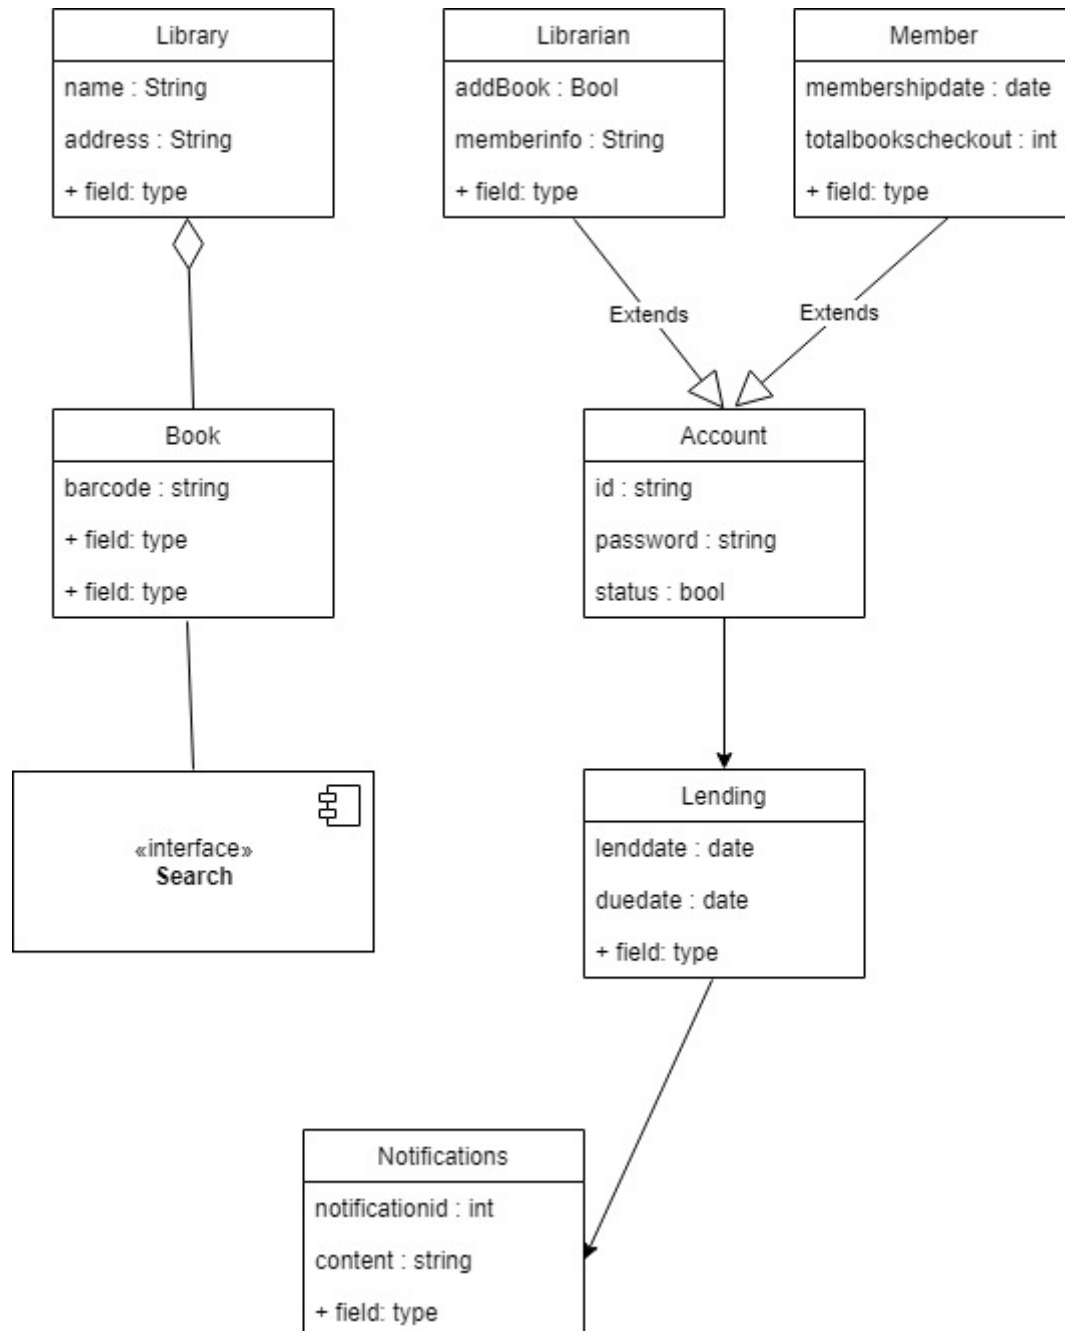 Library
name : String
address : String
+ field: type
Librarian
addBook : Bool
memberinfo : String
+ field: type
Member
membershipdate : date
totalbookscheckout : int
+ field: type
Extends
Extends
Book
barcode : string
+ field: type
+ field: type
Account
id : string
password : string
status : bool
«interface»
Search
Lending
lenddate : date
duedate : date
+ field: type
Notifications
notificationid : int
content : string
+ field: type